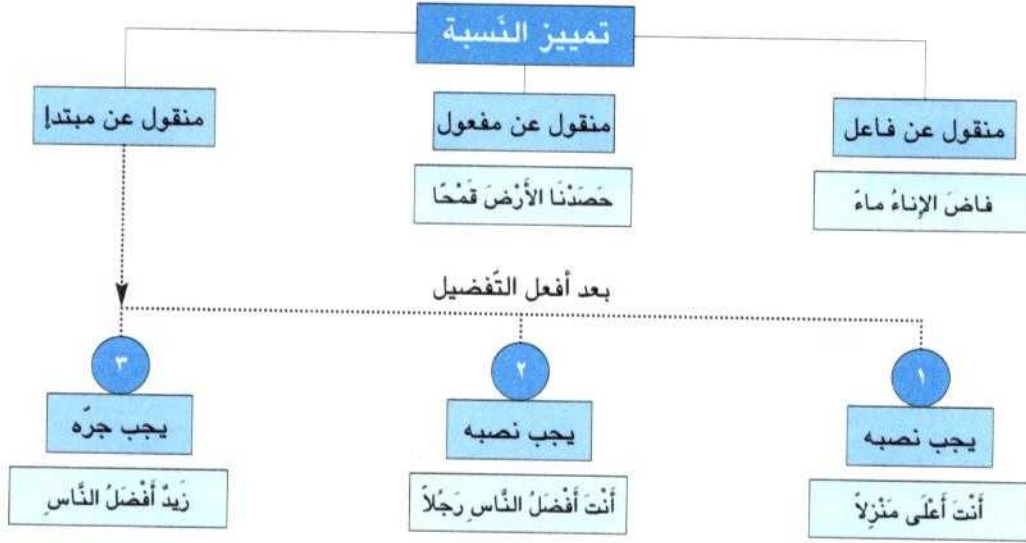 تمييز النّسبة
منقول عن فاعل
منقول عن مفعول
منقول عن مبتدإ
فاضَ الإناءُ ماءً
حَصَدْنَا الأَرْضَ قَمْحًا
بعد أفعل التّفضيل
١
٢
٣
يجب نصبه
يجب نصبه
يجب جرّه
أَنْتَ أَعْلَى مَنْزِلاً
أَنْتَ أَفْضَلُ النَّاسِ رَجُلاً
زَيدٌ أَفْضَلُ النَّاسِ